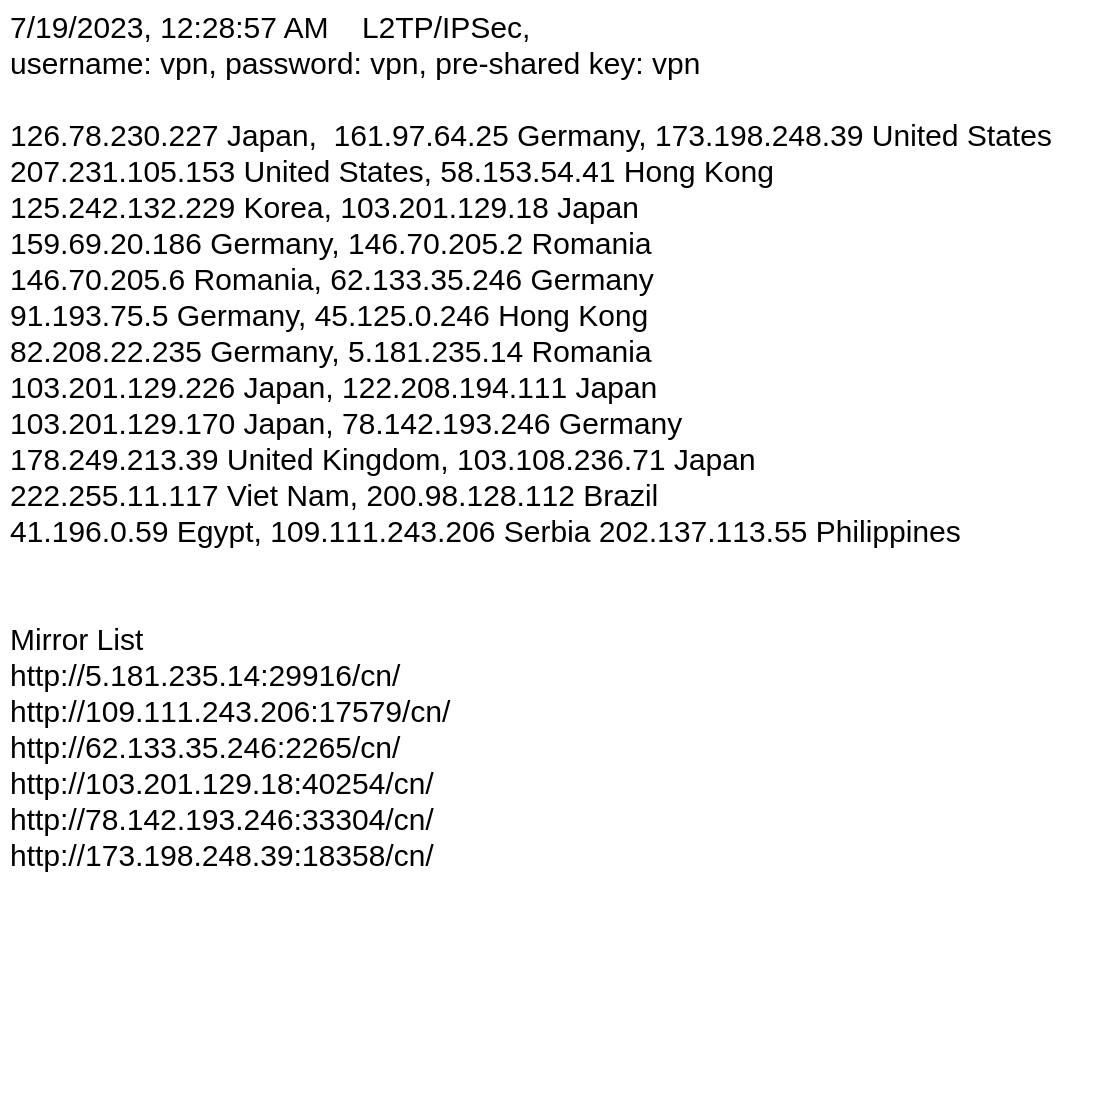 7/19/2023, 12:28:57 AM    L2TP/IPSec,
username: vpn, password: vpn, pre-shared key: vpn
126.78.230.227 Japan,  161.97.64.25 Germany, 173.198.248.39 United States
207.231.105.153 United States, 58.153.54.41 Hong Kong
125.242.132.229 Korea, 103.201.129.18 Japan
159.69.20.186 Germany, 146.70.205.2 Romania
146.70.205.6 Romania, 62.133.35.246 Germany
91.193.75.5 Germany, 45.125.0.246 Hong Kong
82.208.22.235 Germany, 5.181.235.14 Romania
103.201.129.226 Japan, 122.208.194.111 Japan
103.201.129.170 Japan, 78.142.193.246 Germany
178.249.213.39 United Kingdom, 103.108.236.71 Japan
222.255.11.117 Viet Nam, 200.98.128.112 Brazil
41.196.0.59 Egypt, 109.111.243.206 Serbia 202.137.113.55 Philippines
Mirror List
http://5.181.235.14:29916/cn/
http://109.111.243.206:17579/cn/
http://62.133.35.246:2265/cn/
http://103.201.129.18:40254/cn/
http://78.142.193.246:33304/cn/
http://173.198.248.39:18358/cn/